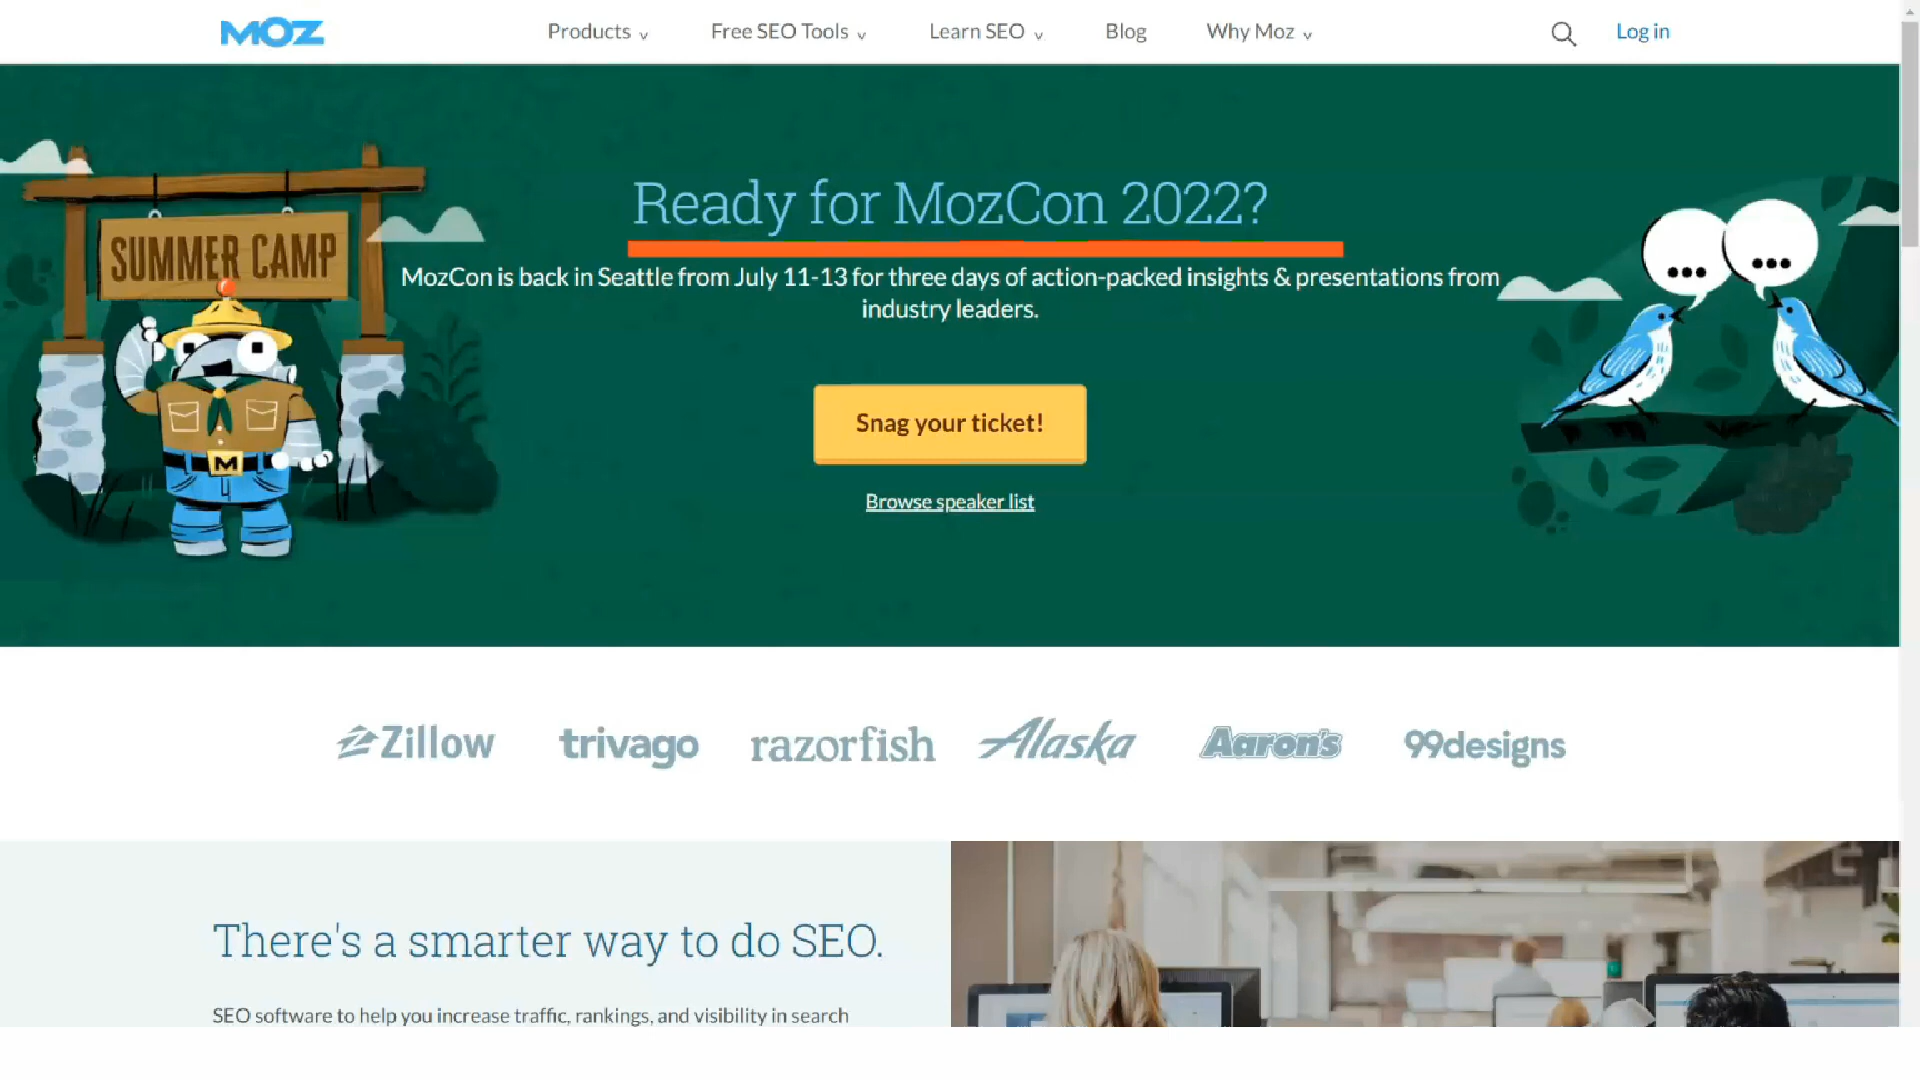 MOZ
Products
Free SEO Tools
Learn SEO
Blog
Why Moz
Log in
Ready for MozCon 2022?
SUMMER CAMP
MozCon is back in Seattle from July 11-13 for three days of action-packed insights & presentations from
industry leaders.
Snag your ticket!
M
Browse speaker list
Zillow
trivago
razorfish
Alaska
Aaron's
99designs
There's a smarter way to do SEO.
SEO software to help you increase traffic, rankings, and visibility in search